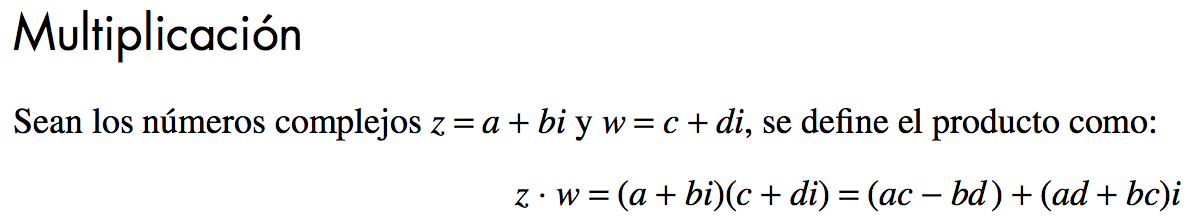 Multiplicación
Sean los números complejos z = a + bi y w = c + di, se define el producto como:
z · w = (a + bi)(c + di) = (ac − bd) + (ad + bc)i